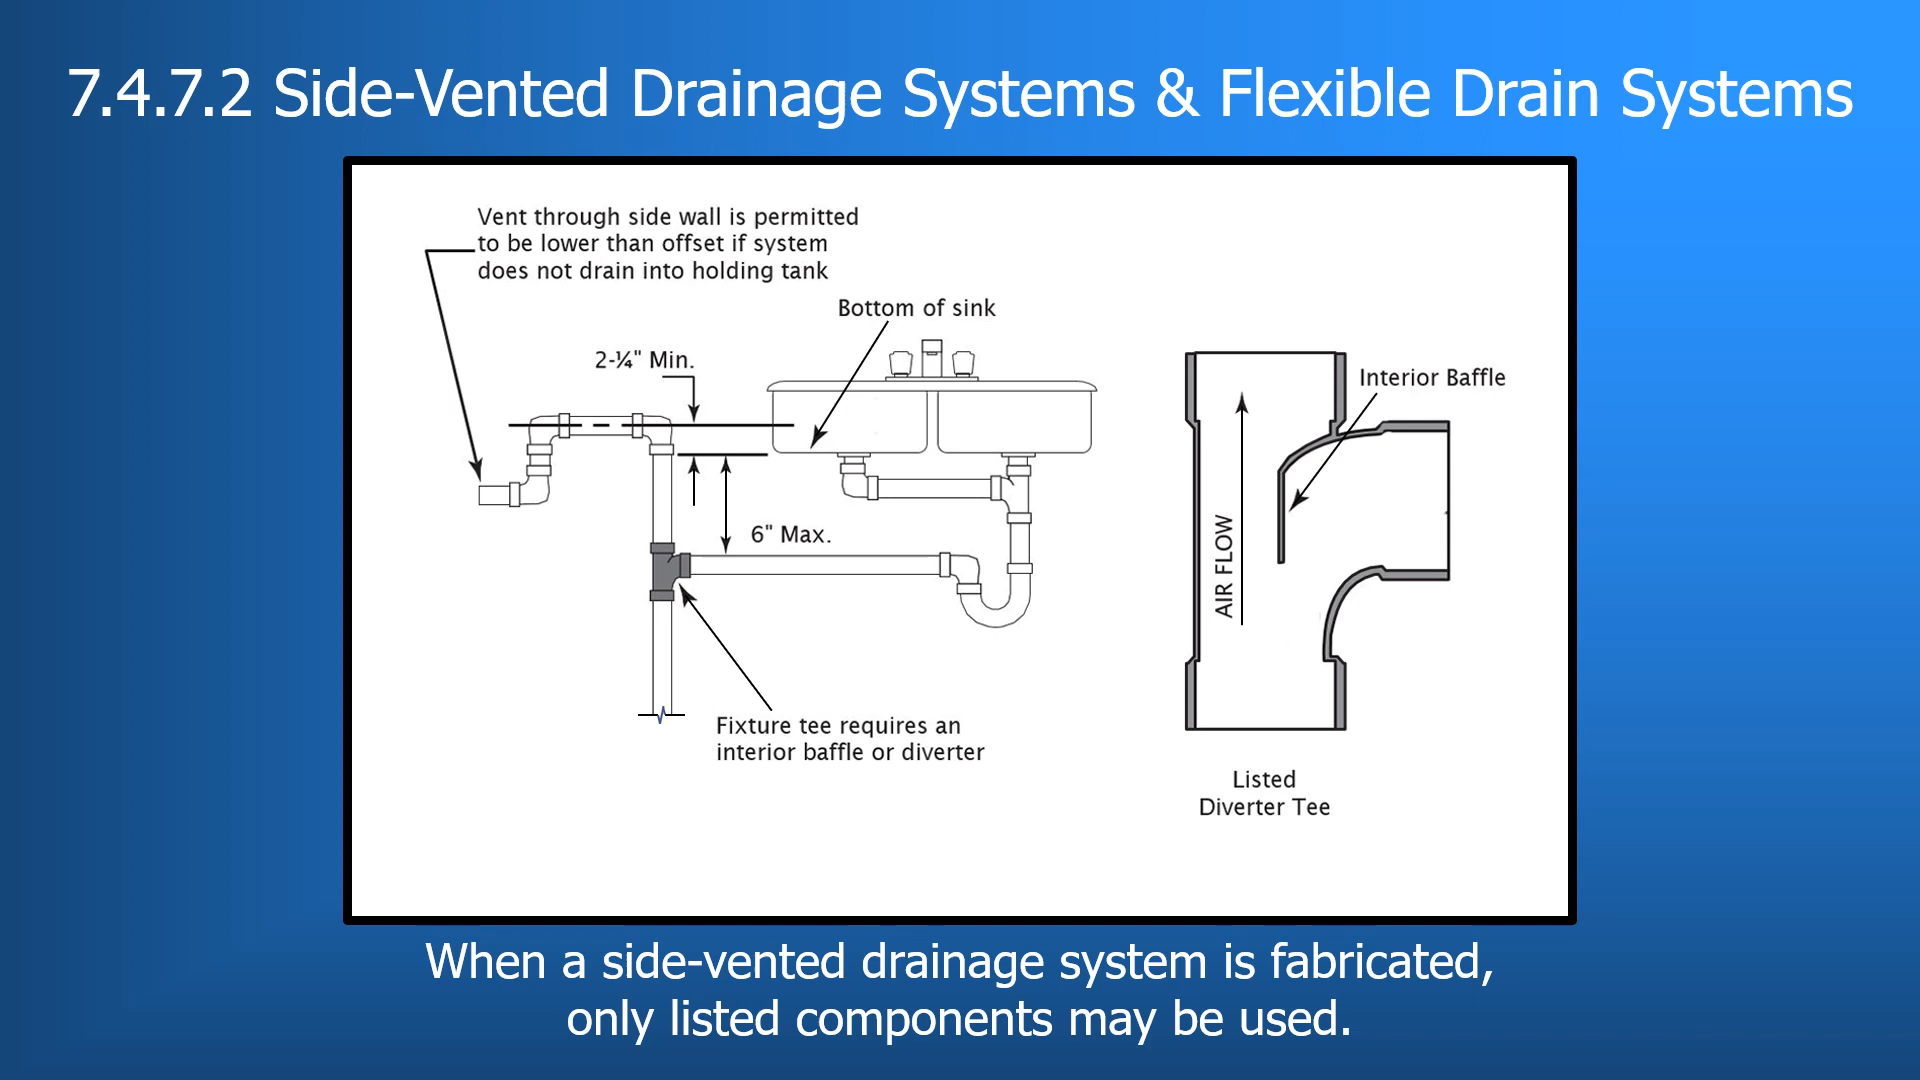 7.4.7.2 Side-Vented Drainage Systems & Flexible Drain Systems
Vent through side wall is permitted
to be lower than offset if system
does not drain into holding tank
Bottom of sink
2-¼" Min.
Interior Baffle
AIR FLOW
6" Max.
Fixture tee requires an
interior baffle or diverter
Listed
Diverter Tee
When a side-vented drainage system is fabricated,
only listed components may be used.